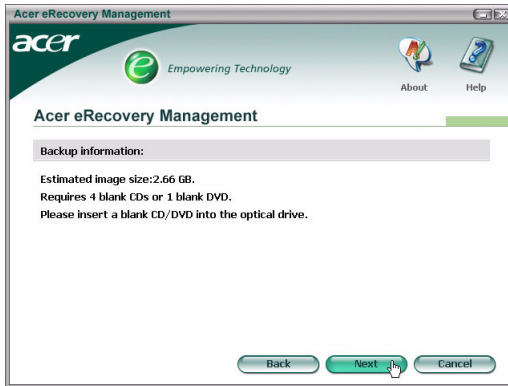 Acer eRecovery Management
acer
e
Empowering Technology
About
Help
Acer eRecovery Management
Backup information:
Estimated image size:2.66 GB.
Requires 4 blank CDs or 1 blank DVD.
Please insert a blank CD/DVD into the optical drive.
Back
Next
Cancel